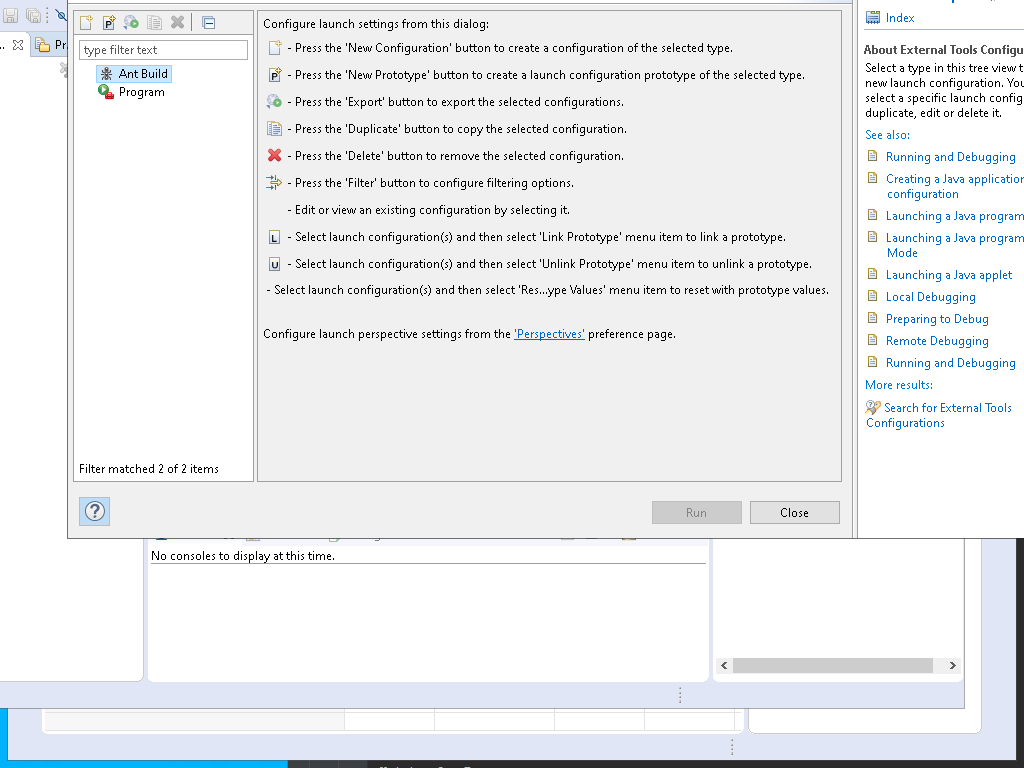 Pr
type filter text
Ant Build
Program
Filter matched 2 of 2 items
Configure launch settings from this dialog:
- Press the 'New Configuration' button to create a configuration of the selected type.
- Press the 'New Prototype' button to create a launch configuration prototype of the selected type.
- Press the 'Export' button to export the selected configurations.
- Press the 'Duplicate' button to copy the selected configuration.
- Press the 'Delete' button to remove the selected configuration.
- Press the 'Filter' button to configure filtering options.
- Edit or view an existing configuration by selecting it.
L - Select launch configuration(s) and then select 'Link Prototype' menu item to link a prototype.
U - Select launch configuration(s) and then select 'Unlink Prototype' menu item to unlink a prototype.
- Select launch configuration(s) and then select 'Res...ype Values' menu item to reset with prototype values.
Configure launch perspective settings from the 'Perspectives' preference page.
Run
Close
Index
About External Tools Configu
Select a type in this tree view t
new launch configuration. You
select a specific launch config
duplicate, edit or delete it.
See also:
Running and Debugging
Creating a Java application
configuration
Launching a Java program
Launching a Java program
Mode
Launching a Java applet
Local Debugging
Preparing to Debug
Remote Debugging
Running and Debugging
More results:
Search for External Tools
Configurations
No consoles to display at this time.